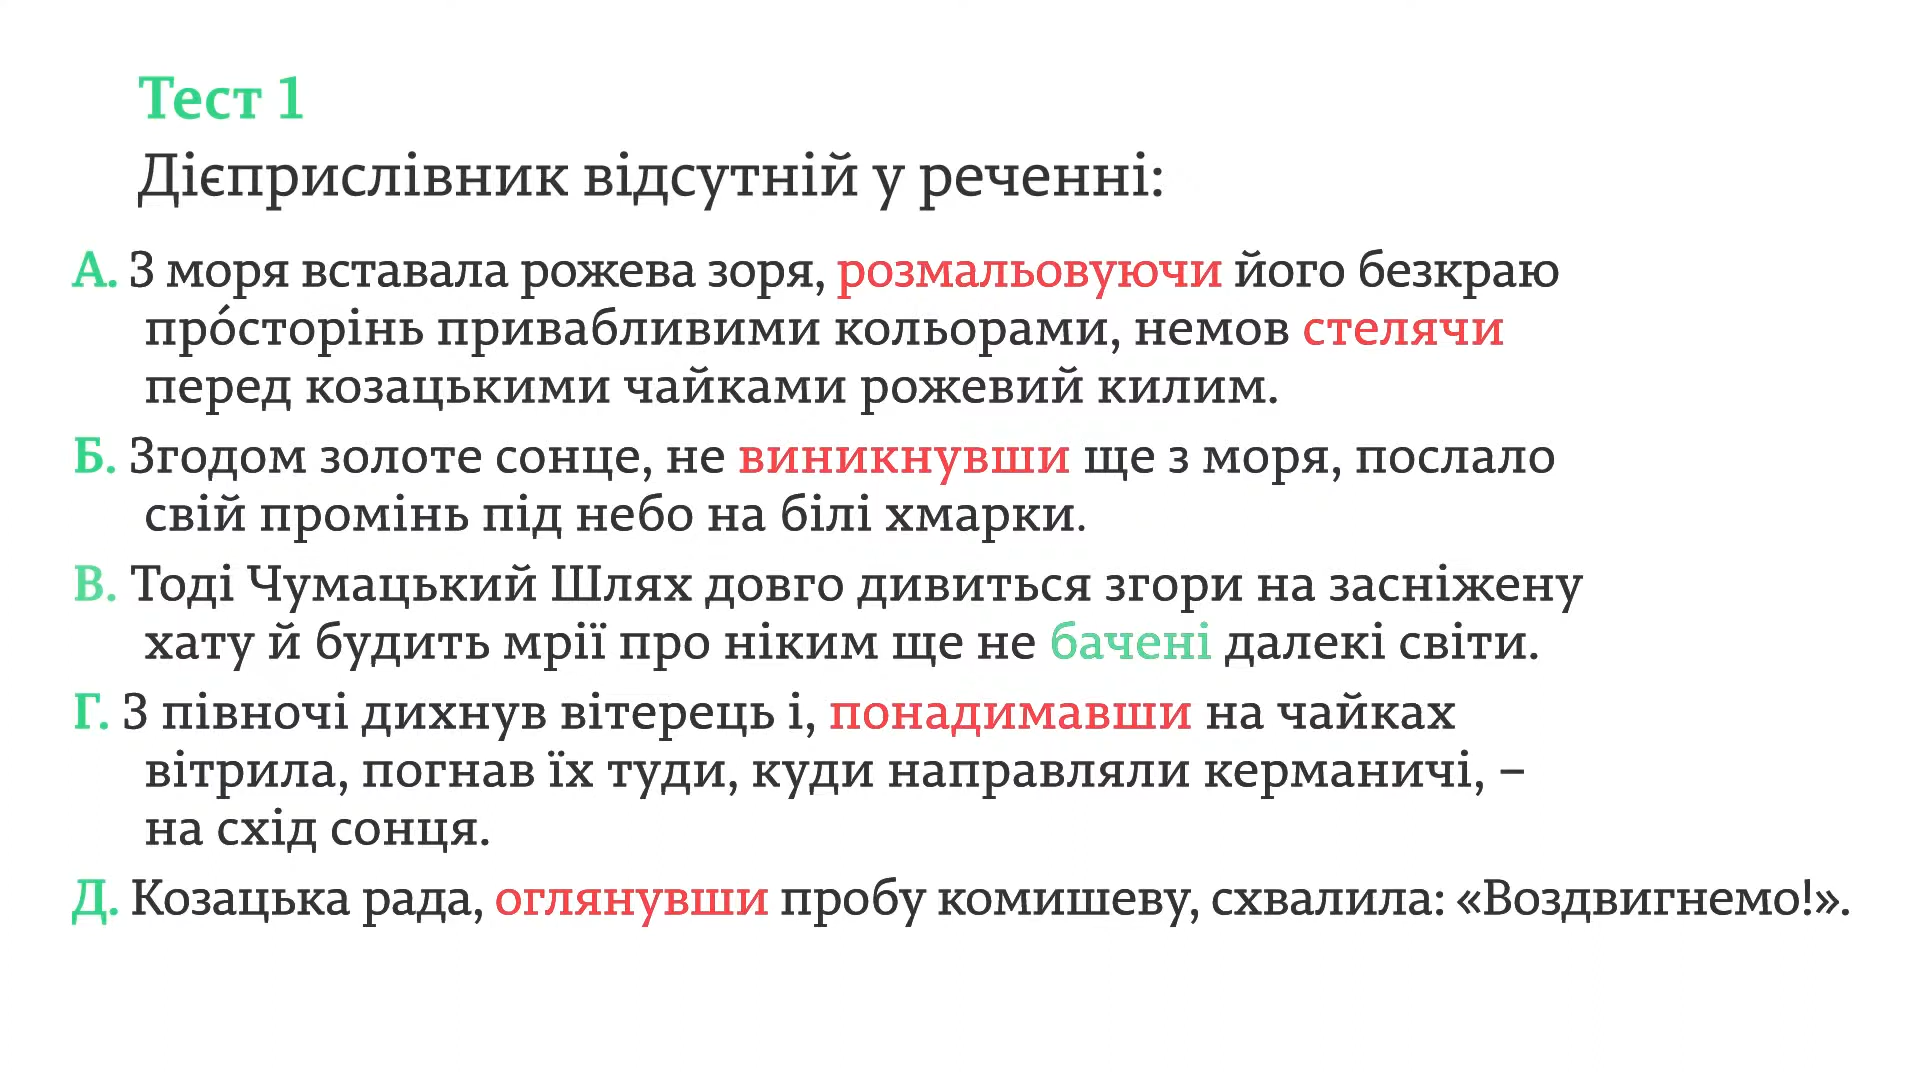 Тест 1
Дієприслівник відсутній у реченні:
А. З моря вставала рожева зоря, розмальовуючи його безкраю
про́сторінь привабливими кольорами, немов стелячи
перед козацькими чайками рожевий килим.
Б. Згодом золоте сонце, не виникнувши ще з моря, послало
свій промінь під небо на білі хмарки.
В. Тоді Чумацький Шлях довго дивиться згори на засніжену
хату й будить мрії про ніким ще не бачені далекі світи.
Г. З півночі дихнув вітерець і, понадимавши на чайках
вітрила, погнав їх туди, куди направляли керманичі, –
на схід сонця.
Д. Козацька рада, оглянувши пробу комишеву, схвалила: «Воздвигнемо!».